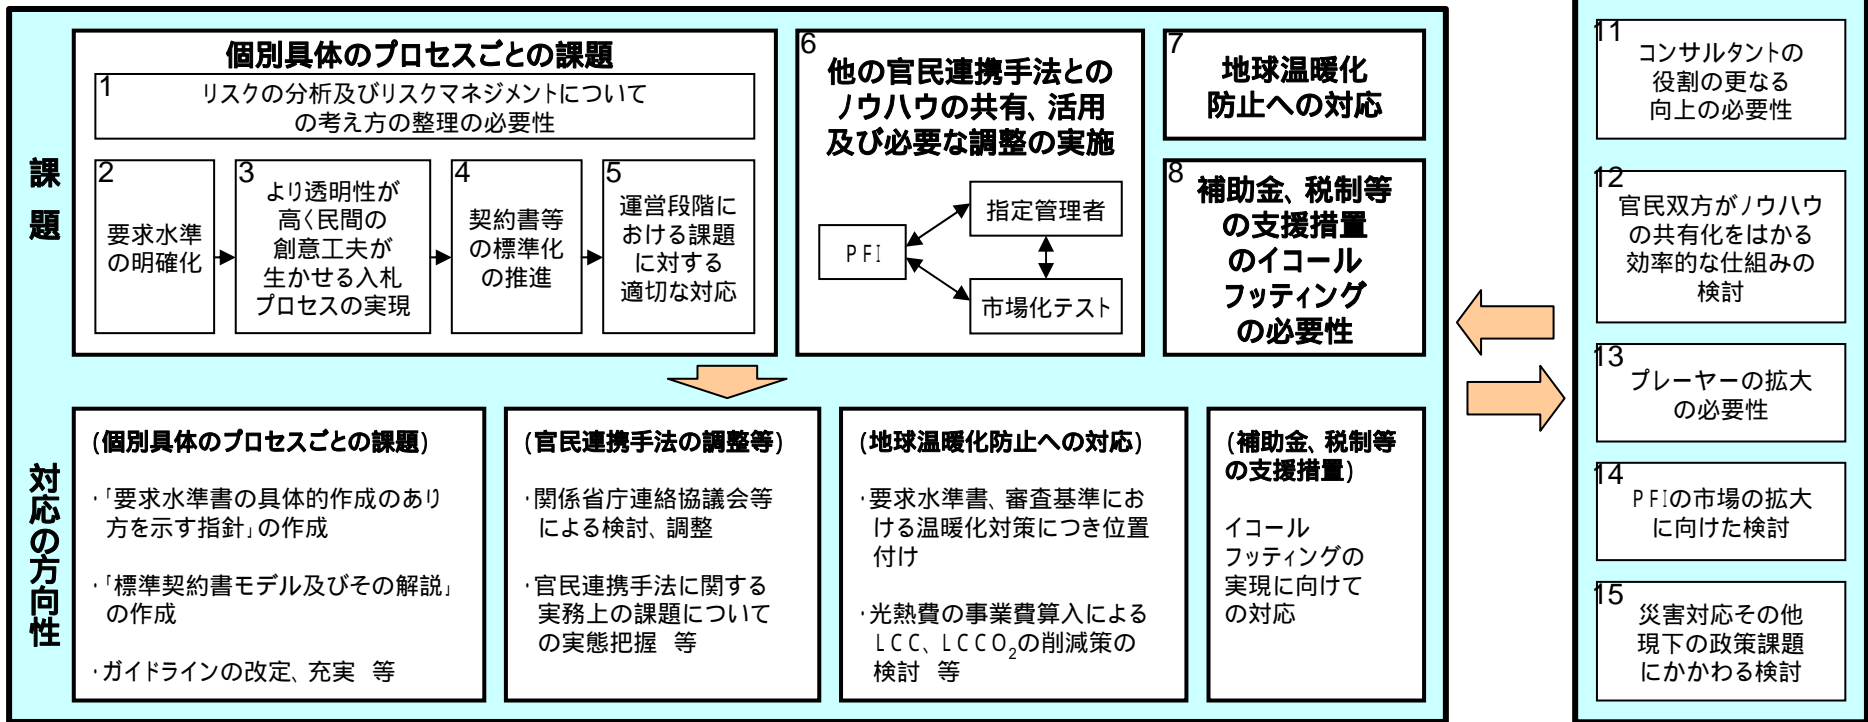 課題
個別具体のプロセスごとの課題
1
リスクの分析及びリスクマネジメントについて
の考え方の整理の必要性
2
要求水準
の明確化
3
より透明性が
高く民間の
創意工夫が
生かせる入札
プロセスの実現
4
契約書等
の標準化
の推進
5
運営段階に
おける課題
に対する
適切な対応
6
他の官民連携手法との
ノウハウの共有、活用
及び必要な調整の実施
PFI
指定管理者
市場化テスト
7
地球温暖化
防止への対応
8
補助金、税制等
の支援措置
のイコール
フッティング
の必要性
対応の方向性
(個別具体のプロセスごとの課題)
・「要求水準書の具体的作成のあり
方を示す指針」の作成
・「標準契約書モデル及びその解説」
の作成
・ガイドラインの改定、充実 等
(官民連携手法の調整等)
・関係省庁連絡協議会等
による検討、調整
・官民連携手法に関する
実務上の課題について
の実態把握 等
(地球温暖化防止への対応)
・要求水準書、審査基準にお
ける温暖化対策につき位置
付け
・光熱費の事業費算入による
LCC、LCCO2の削減策の
検討 等
(補助金、税制等
の支援措置)
イコール
フッティングの
実現に向けて
の対応
11
コンサルタントの
役割の更なる
向上の必要性
12
官民双方がノウハウ
の共有化をはかる
効率的な仕組みの
検討
13
プレーヤーの拡大
の必要性
14
PFIの市場の拡大
に向けた検討
15
災害対応その他
現下の政策課題
にかかわる検討